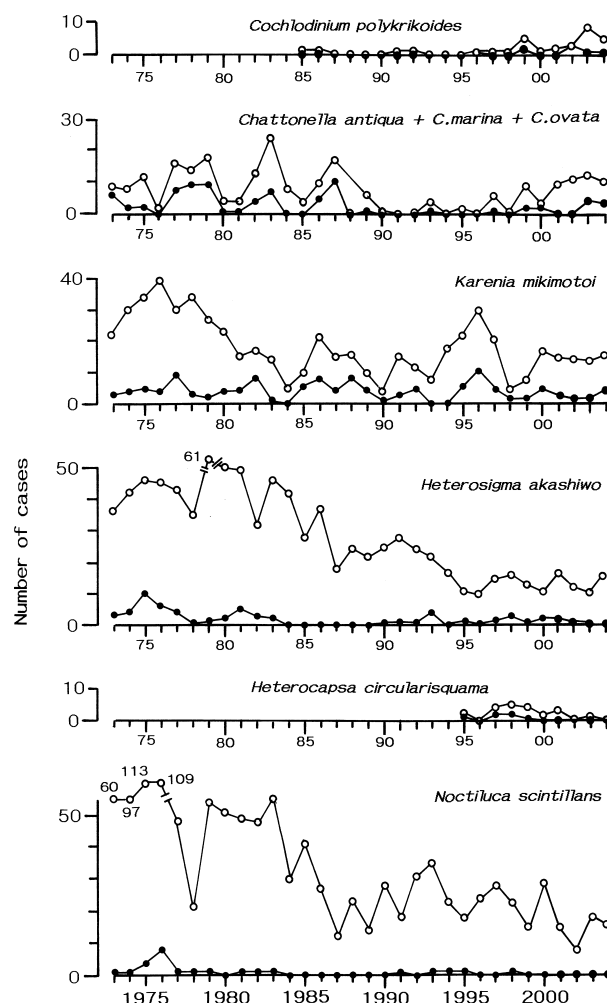 10
Cochlodinium polykrikoides
0
75 80 85 90 95 00
30
Chattonella antiqua + C.marina + C.ovata
0
75 80 85 90 95 00
40
Karenia mikimotoi
0
75 80 85 90 95 00
61
50
Heterosigma akashiwo
Number of cases
0
75 80 85 90 95 00
10
Heterocapsa circularisquama
0
75 80 85 90 95 00
113 109
60
97
Noctiluca scintillans
50
0
1975 1980 1985 1990 1995 2000